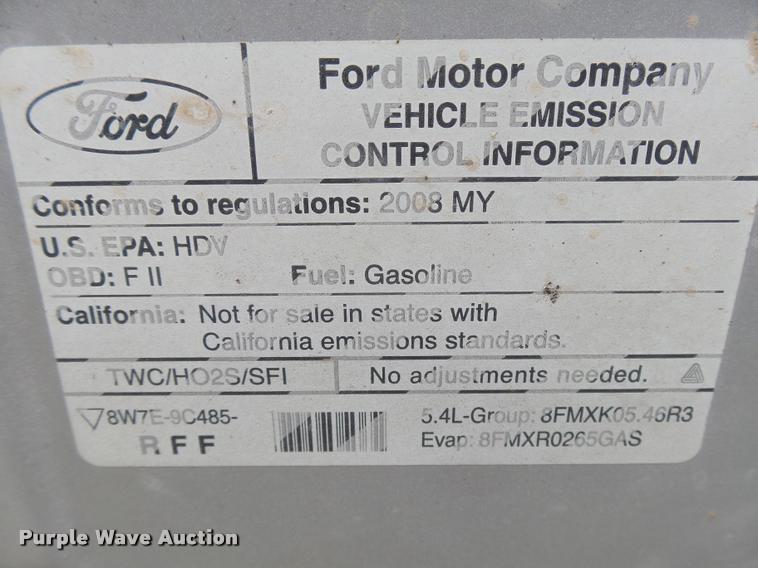 Ford
Ford Motor Company
VEHICLE EMISSION
CONTROL INFORMATION
Conforms to regulations: 2008 MY
U.S. EPA: HDV
OBD: F II Fuel: Gasoline
California: Not for sale in states with
California emissions standards.
TWC/HO2S/SFI No adjustments needed.
8W7E-9C485- 5.4L-Group: 8FMXK05.46R3
RFF Evap: 8FMXR0265GAS
Purple Wave Auction